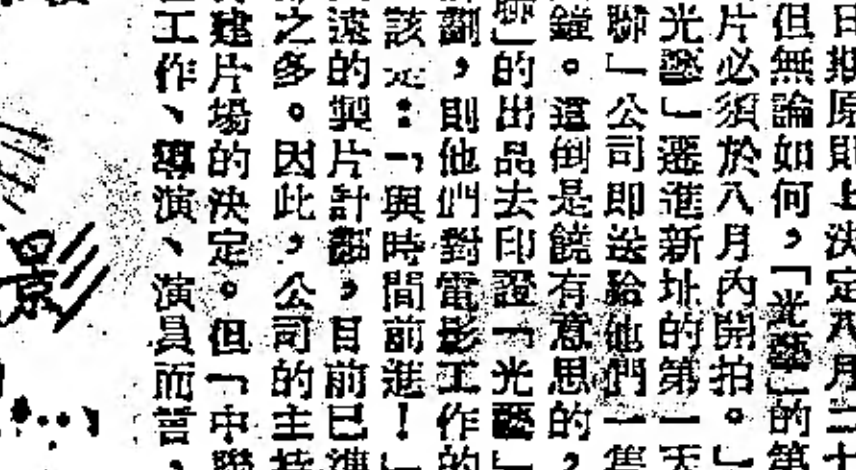 日期原則上決定八月二十
但無論如何，「光藝」的第
片必須於八月內開拍。」
光藝」遷進新址的第一天
聯」公司即送給他們一隻
鐘。這倒是饒有意思的，
聯」的出品去印證「光藝」
劃，則他們對電影工作的
該是：「與時間前進！」
遠的製片計劃，目前已準
之多。因此，公司的主持
建片場的決定。但「中聯
工作、導演、演員而言，
影